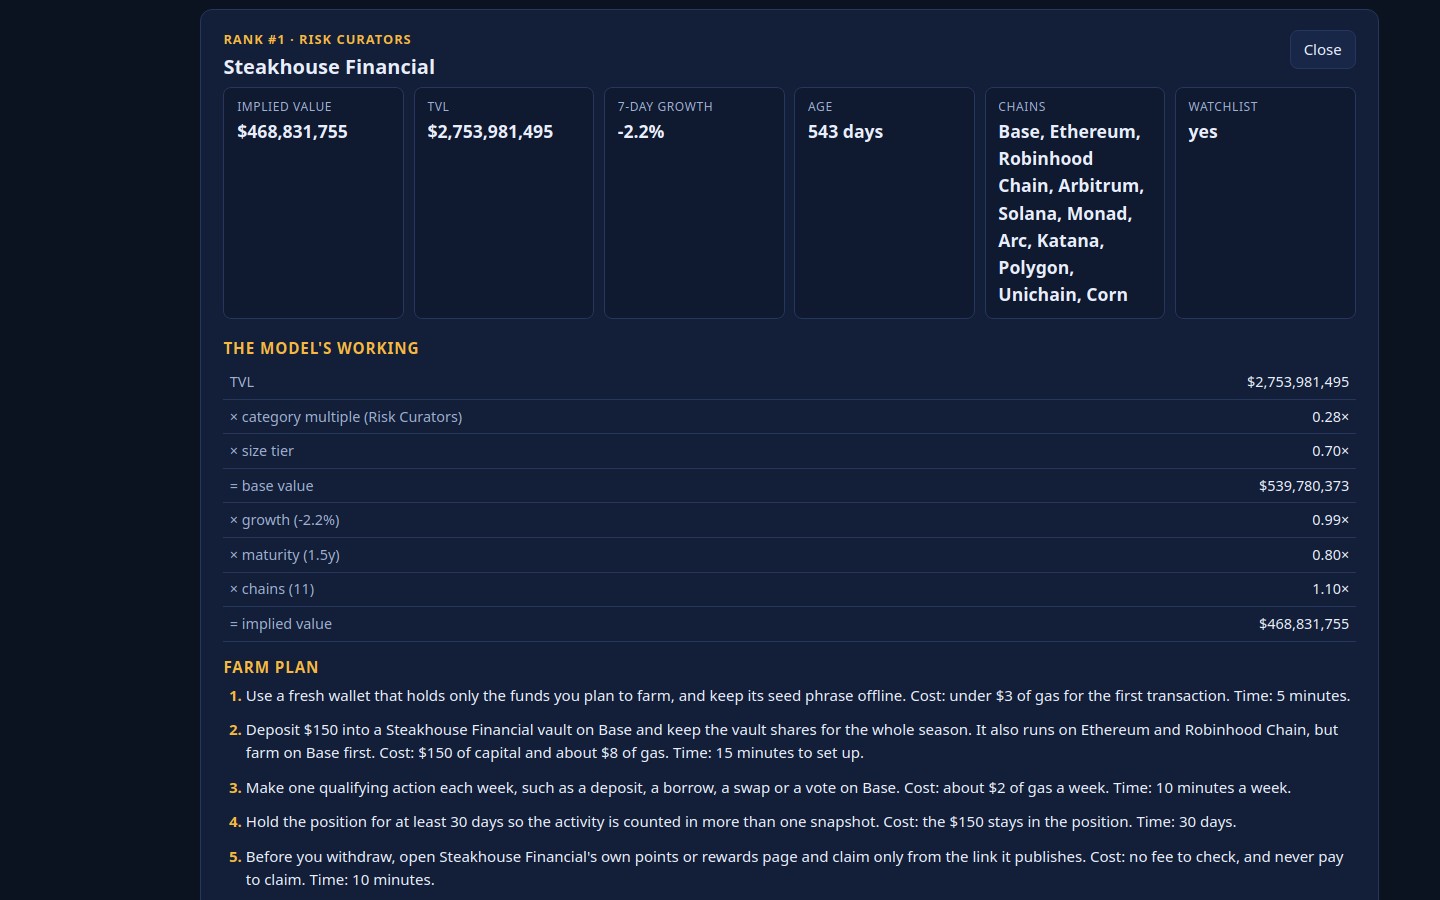 RANK #1 · RISK CURATORS
Steakhouse Financial
Close
IMPLIED VALUE
$468,831,755
TVL
$2,753,981,495
7-DAY GROWTH
-2.2%
AGE
543 days
CHAINS
Base, Ethereum,
Robinhood
Chain, Arbitrum,
Solana, Monad,
Arc, Katana,
Polygon,
Unichain, Corn
WATCHLIST
yes
THE MODEL'S WORKING
TVL $2,753,981,495
× category multiple (Risk Curators) 0.28×
× size tier 0.70×
= base value $539,780,373
× growth (-2.2%) 0.99×
× maturity (1.5y) 0.80×
× chains (11) 1.10×
= implied value $468,831,755
FARM PLAN
1. Use a fresh wallet that holds only the funds you plan to farm, and keep its seed phrase offline. Cost: under $3 of gas for the first transaction. Time: 5 minutes.
2. Deposit $150 into a Steakhouse Financial vault on Base and keep the vault shares for the whole season. It also runs on Ethereum and Robinhood Chain, but
farm on Base first. Cost: $150 of capital and about $8 of gas. Time: 15 minutes to set up.
3. Make one qualifying action each week, such as a deposit, a borrow, a swap or a vote on Base. Cost: about $2 of gas a week. Time: 10 minutes a week.
4. Hold the position for at least 30 days so the activity is counted in more than one snapshot. Cost: the $150 stays in the position. Time: 30 days.
5. Before you withdraw, open Steakhouse Financial's own points or rewards page and claim only from the link it publishes. Cost: no fee to check, and never pay
to claim. Time: 10 minutes.